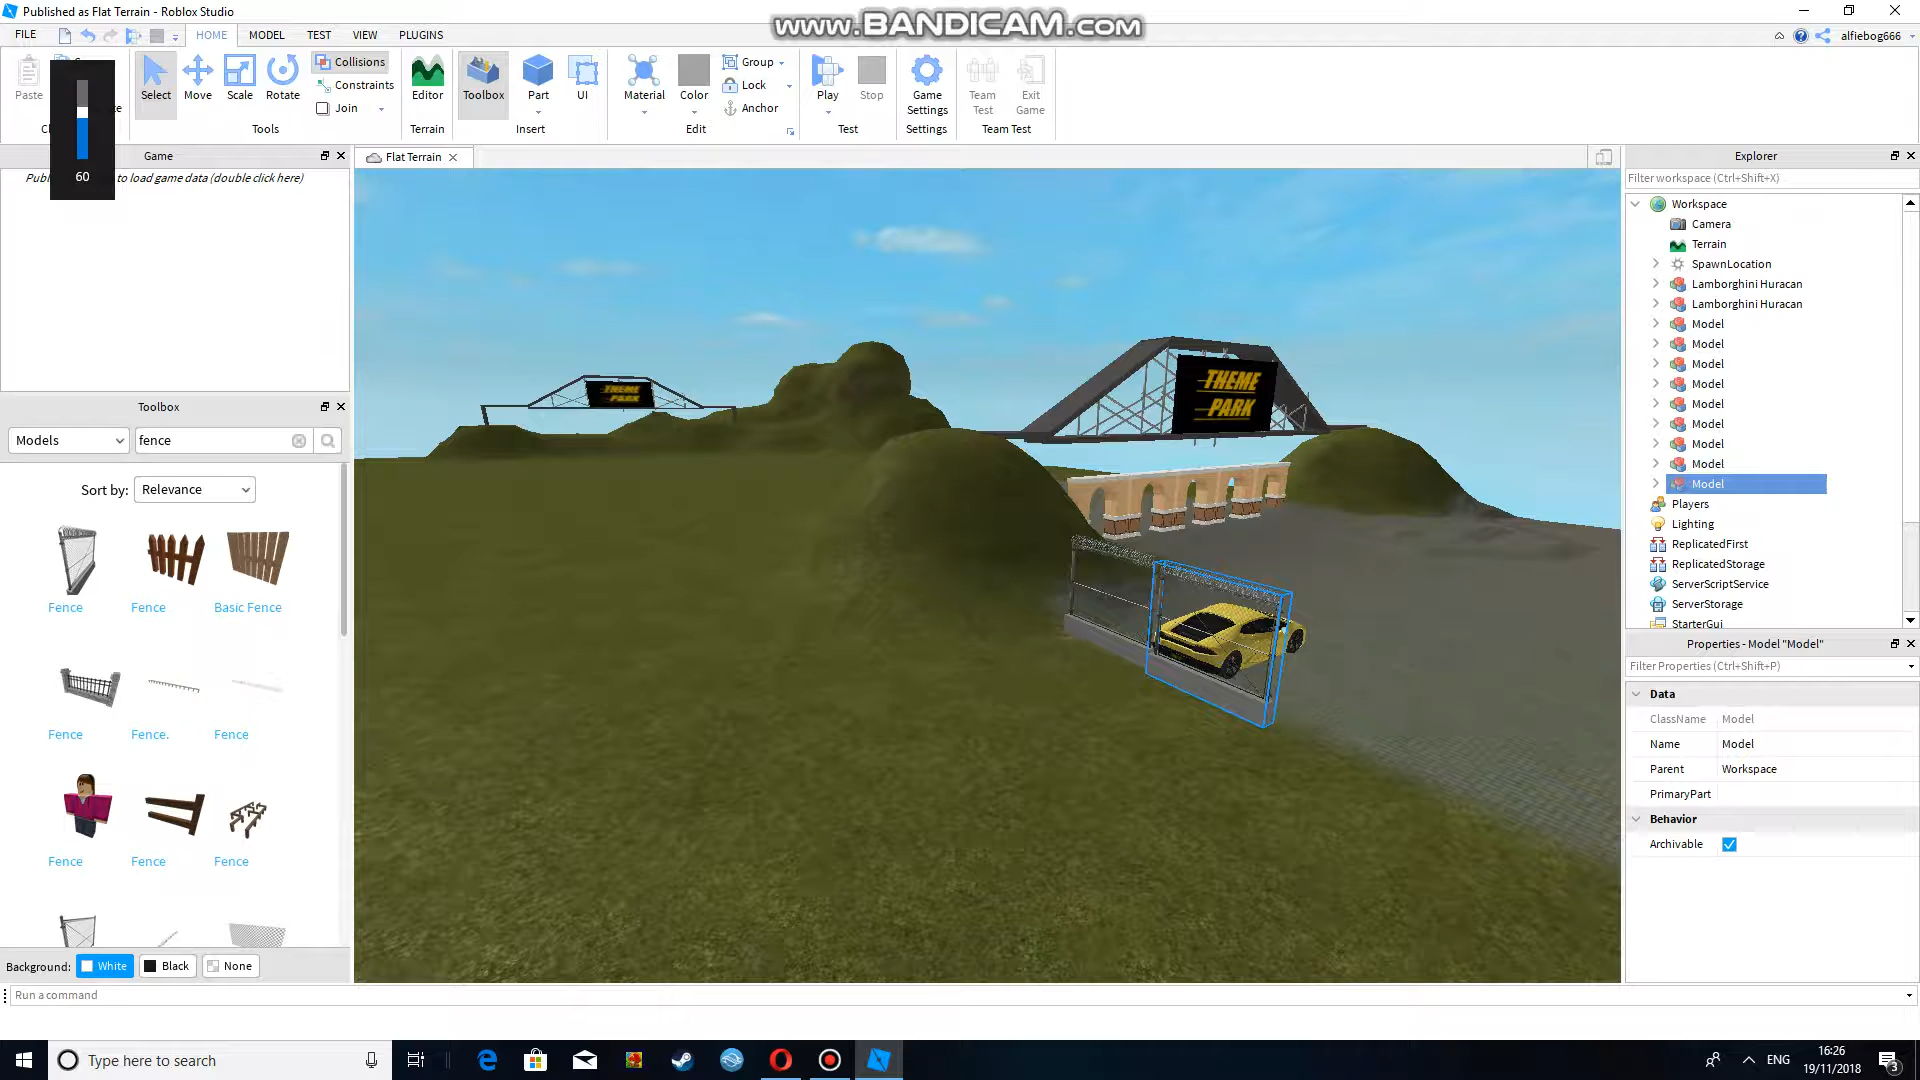 Published as Flat Terrain - Roblox Studio
www.BANDICAM.com
FILE
HOME
MODEL
TEST
VIEW
PLUGINS
alfiebog666
Paste
Select
Move
Scale
Rotate
Collisions
Constraints
Join
Editor
Toolbox
Part
UI
Material
Color
Group
Lock
Anchor
Play
Stop
Game Settings
Team Test
Exit Game
Tools
Terrain
Insert
Edit
Test
Settings
Team Test
60
Game
to load game data (double click here)
Flat Terrain
THEME PARK
THEME PARK
Toolbox
Models
fence
Sort by:
Relevance
Fence
Fence
Basic Fence
Fence
Fence.
Fence
Fence
Fence
Fence
Background:
White
Black
None
Run a command
Explorer
Filter workspace (Ctrl+Shift+X)
Workspace
Camera
Terrain
SpawnLocation
Lamborghini Huracan
Lamborghini Huracan
Model
Model
Model
Model
Model
Model
Model
Model
Model
Players
Lighting
ReplicatedFirst
ReplicatedStorage
ServerScriptService
ServerStorage
StarterGui
Properties - Model "Model"
Filter Properties (Ctrl+Shift+P)
Data
ClassName Model
Name Model
Parent Workspace
PrimaryPart
Behavior
Archivable
Type here to search
ENG
16:26
19/11/2018
3